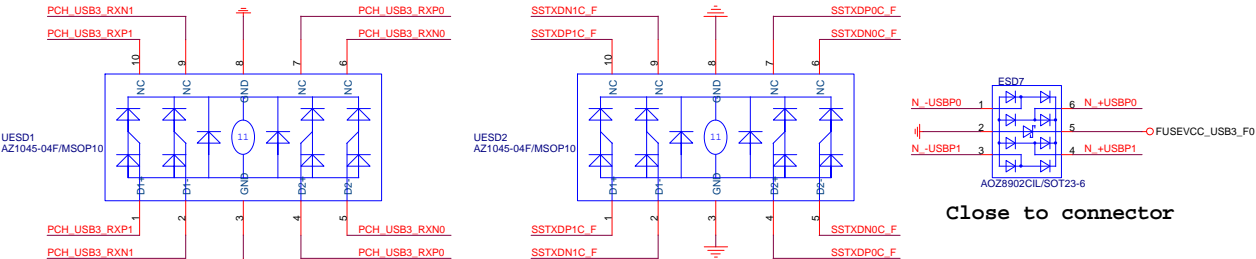 PCH_USB3_RXN1
PCH_USB3_RXP0
PCH_USB3_RXP1
PCH_USB3_RXN0
10
9
8
7
6
NC
NC
GND
NC
NC
UESD1
AZ1045-04F/MSOP10
11
D1+
D1-
GND
D2+
D2-
1
2
3
4
5
PCH_USB3_RXP1
PCH_USB3_RXN0
PCH_USB3_RXN1
PCH_USB3_RXP0
SSTXDN1C_F
SSTXDP0C_F
SSTXDP1C_F
SSTXDN0C_F
10
9
8
7
6
NC
NC
GND
NC
NC
UESD2
AZ1045-04F/MSOP10
11
D1+
D1-
GND
D2+
D2-
1
2
3
4
5
SSTXDP1C_F
SSTXDN0C_F
SSTXDN1C_F
SSTXDP0C_F
ESD7
N_-USBP0
1
6
N_+USBP0
2
5
FUSEVCC_USB3_F0
N_-USBP1
3
4
N_+USBP1
AOZ8902CIL/SOT23-6
Close to connector